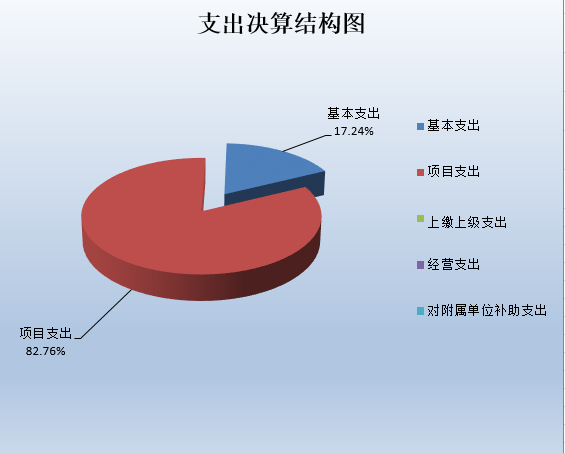 支出决算结构图
基本支出
17.24%
项目支出
82.76%
基本支出
项目支出
上缴上级支出
经营支出
对附属单位补助支出